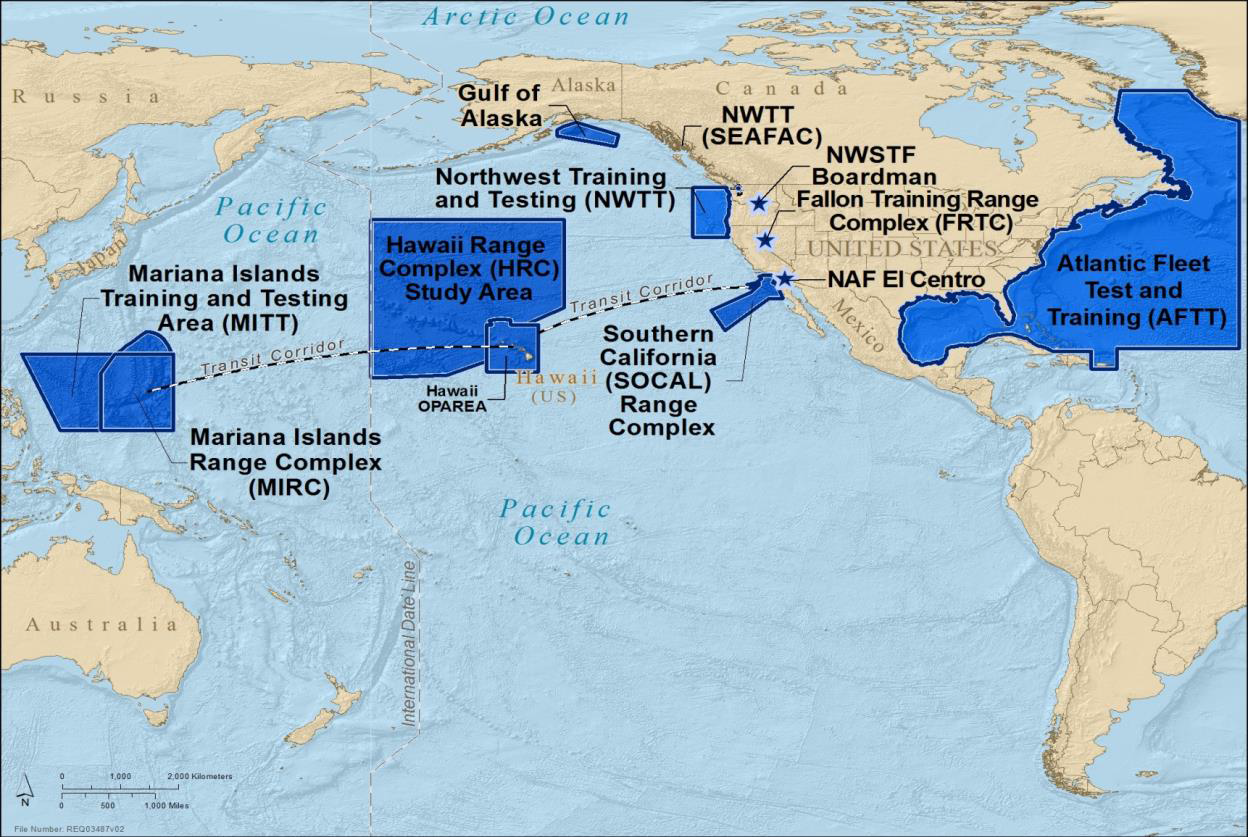 Arctic Ocean
Russia
Alaska
Canada
Gulf of
Alaska
NWTT
(SEAFAC)
NWSTF
Boardman
Northwest Training
and Testing (NWTT)
Fallon Training Range
Complex (FRTC)
Pacific
Ocean
Japan
UNITED STATES
Hawaii Range
Complex (HRC)
Study Area
Mariana Islands
Training and Testing
Area (MITT)
Transit Corridor
NAF El Centro
Atlantic Fleet
Test and
Training (AFTT)
Mexico
Transit Corridor
Southern
California
(SOCAL)
Range
Complex
Hawaii
(US)
Hawaii
OPAREA
Mariana Islands
Range Complex
(MIRC)
Pacific
Ocean
Australia
International Date Line
N
0 1,000 2,000 Kilometers
0 500 1,000 Miles
File Number: REQ03487v02